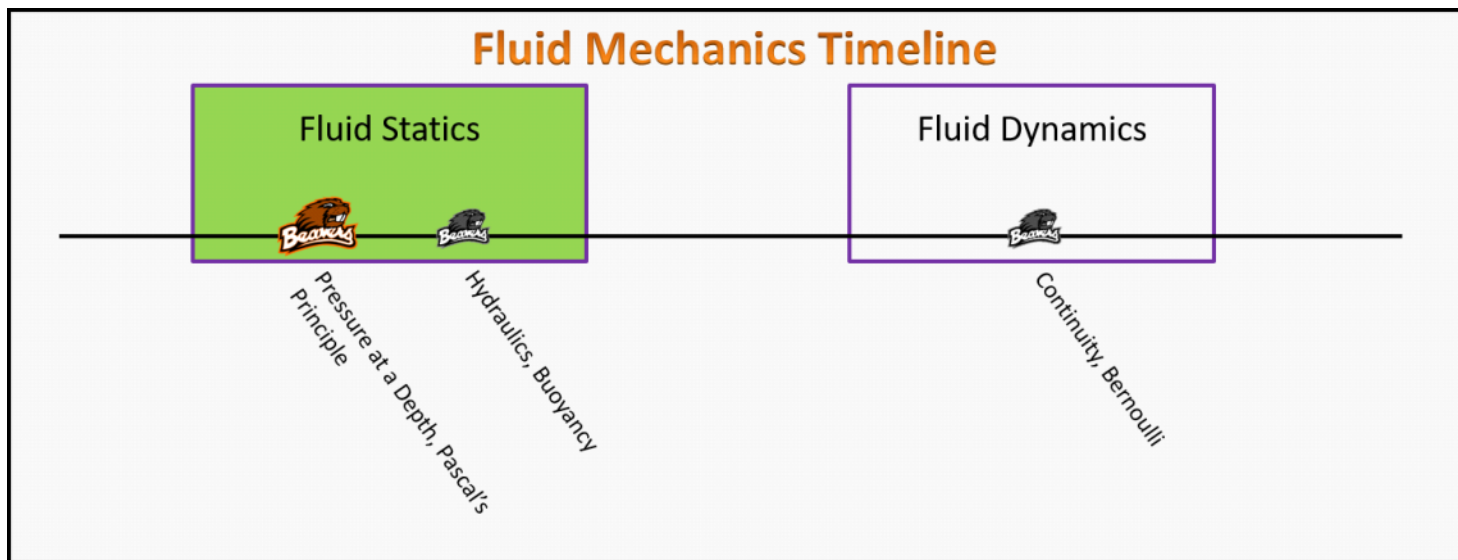 Fluid Mechanics Timeline
Fluid Statics
Fluid Dynamics
Beavers
Beavers
Beavers
Pressure at a Depth, Pascal's
Principle
Hydraulics, Buoyancy
Continuity, Bernoulli